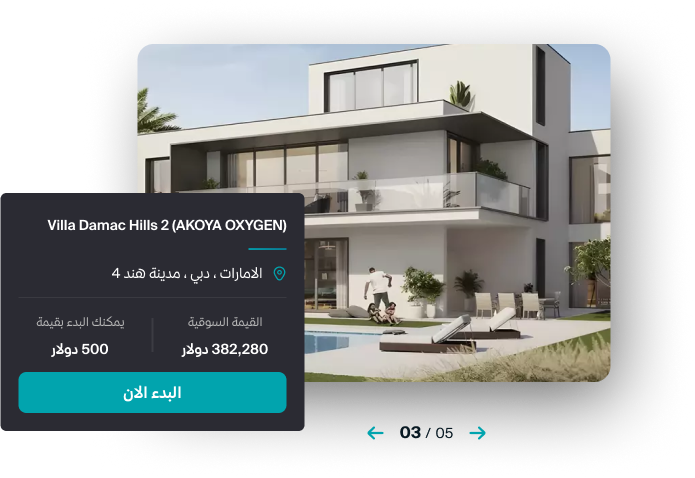 Villa Damac Hills 2 (AKOYA OXYGEN)
الامارات ، دبي ، مدينة هند 4
القيمة السوقية
382,280 دولار
يمكنك البدء بقيمة
500 دولار
البدء الان
03 / 05